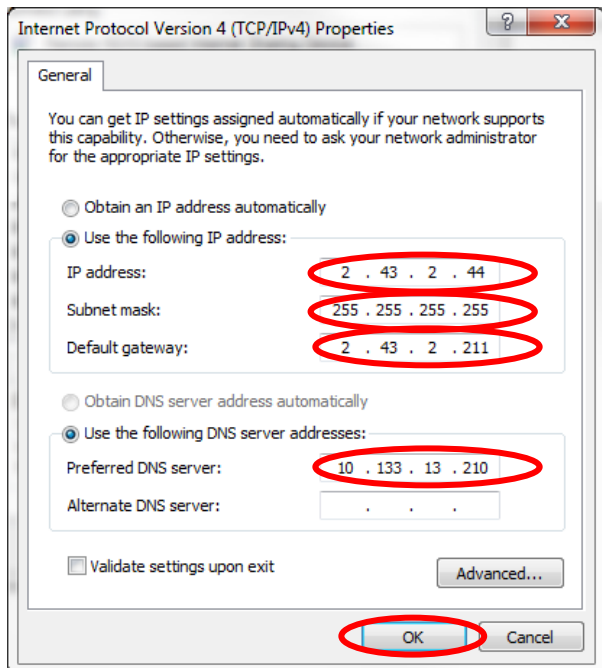 Internet Protocol Version 4 (TCP/IPv4) Properties
General
You can get IP settings assigned automatically if your network supports
this capability. Otherwise, you need to ask your network administrator
for the appropriate IP settings.
Obtain an IP address automatically
Use the following IP address:
IP address: 2 . 43 . 2 . 44
Subnet mask: 255 . 255 . 255 . 255
Default gateway: 2 . 43 . 2 . 211
Obtain DNS server address automatically
Use the following DNS server addresses:
Preferred DNS server: 10 . 133 . 13 . 210
Alternate DNS server: . . .
Validate settings upon exit
Advanced...
OK Cancel